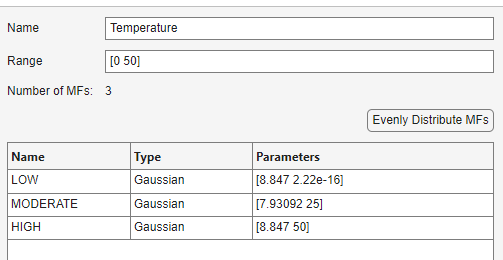 Name Temperature
Range [0 50]
Number of MFs: 3
Evenly Distribute MFs
Name Type Parameters
LOW Gaussian [8.847 2.22e-16]
MODERATE Gaussian [7.93092 25]
HIGH Gaussian [8.847 50]